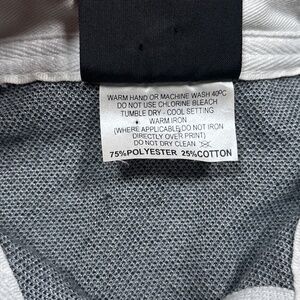 WARM HAND OR MACHINE WASH 40ºC
DO NOT USE CHLORINE BLEACH
TUMBLE DRY - COOL SETTING
WARM IRON
(WHERE APPLICABLE DO NOT IRON
DIRECTLY OVER PRINT)
DO NOT DRY CLEAN
75%POLYESTER 25%COTTON